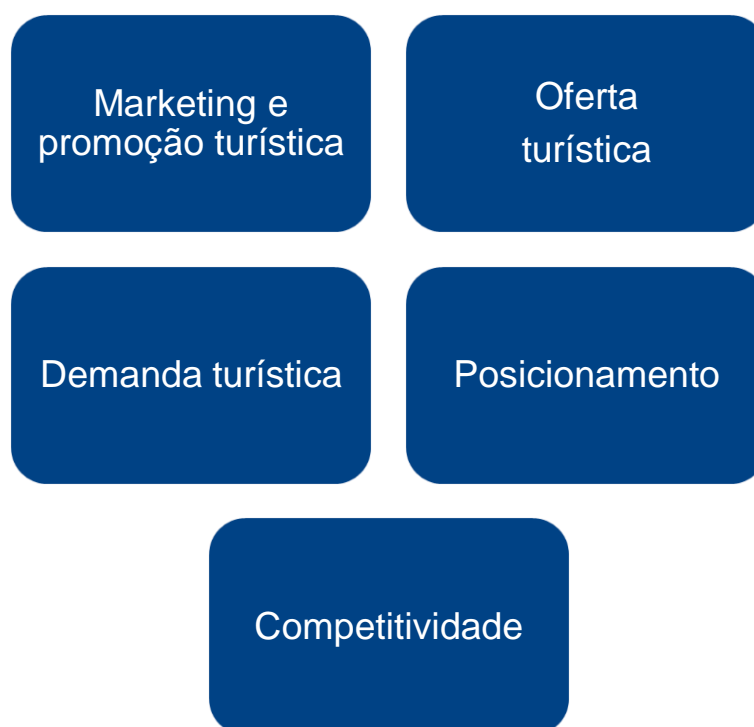 Marketing e
promoção turística
Oferta
turística
Demanda turística
Posicionamento
Competitividade